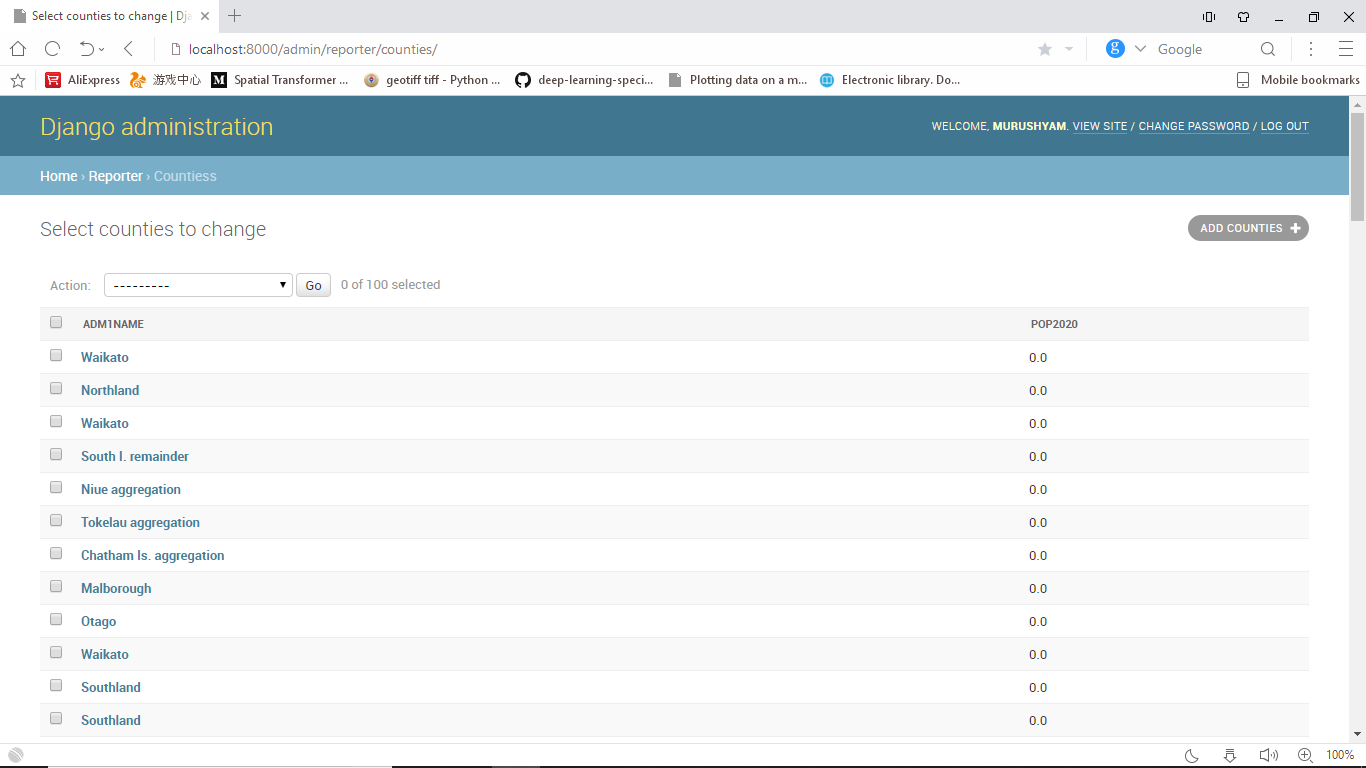 Select counties to change | Dja
localhost:8000/admin/reporter/counties/
g Google
AliExpress 游戏中心 M Spatial Transformer ... geotiff tiff - Python ... deep-learning-speci... Plotting data on a m... Electronic library. Do... Mobile bookmarks
Django administration
WELCOME, MURUSHYAM. VIEW SITE / CHANGE PASSWORD / LOG OUT
Home › Reporter › Countiess
Select counties to change
ADD COUNTIES +
Action: --------- Go 0 of 100 selected
ADM1NAME POP2020
Waikato 0.0
Northland 0.0
Waikato 0.0
South I. remainder 0.0
Niue aggregation 0.0
Tokelau aggregation 0.0
Chatham Is. aggregation 0.0
Malborough 0.0
Otago 0.0
Waikato 0.0
Southland 0.0
Southland 0.0
100%